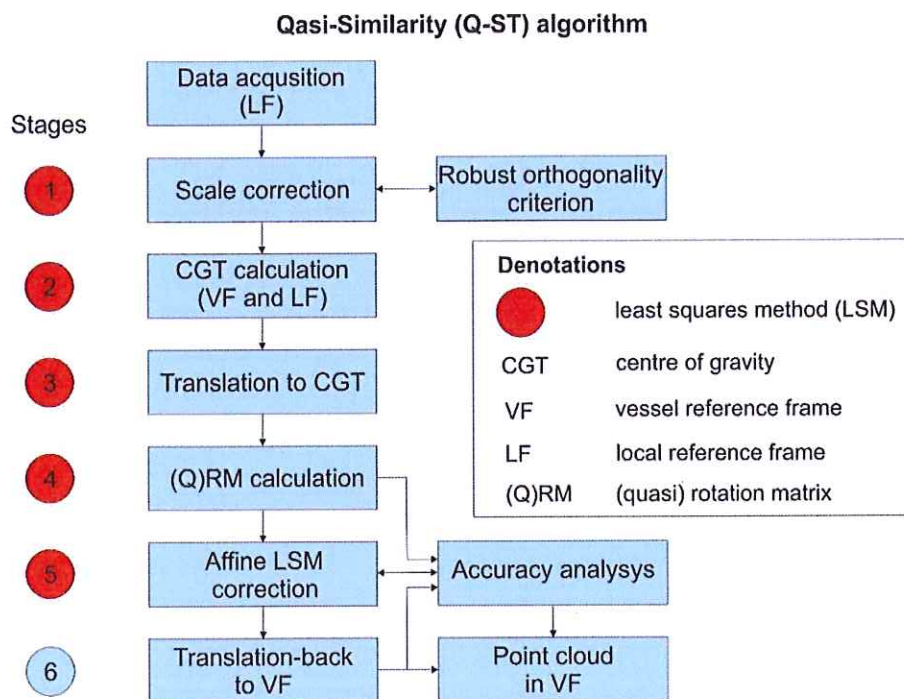 Qasi-Similarity (Q-ST) algorithm
Data acqusition
(LF)
Stages
1
Scale correction
Robust orthogonality
criterion
2
CGT calculation
(VF and LF)
3
Translation to CGT
4
(Q)RM calculation
5
Affine LSM
correction
Accuracy analysys
6
Translation-back
to VF
Point cloud
in VF
Denotations
least squares method (LSM)
CGT centre of gravity
VF vessel reference frame
LF local reference frame
(Q)RM (quasi) rotation matrix